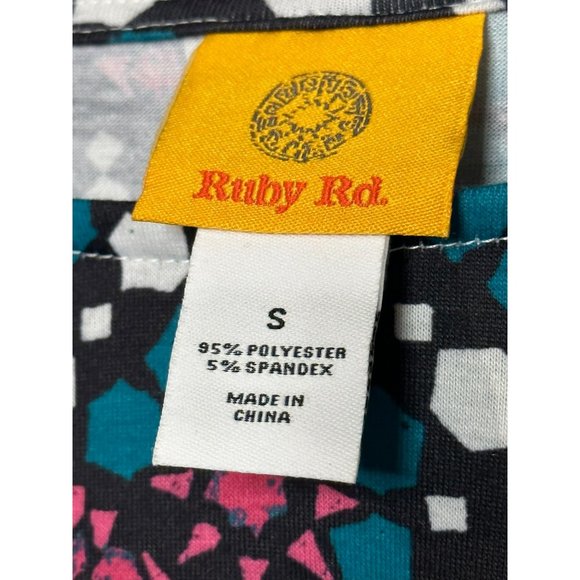 Ruby Rd.
S
95% POLYESTER
5% SPANDEX
MADE IN
CHINA